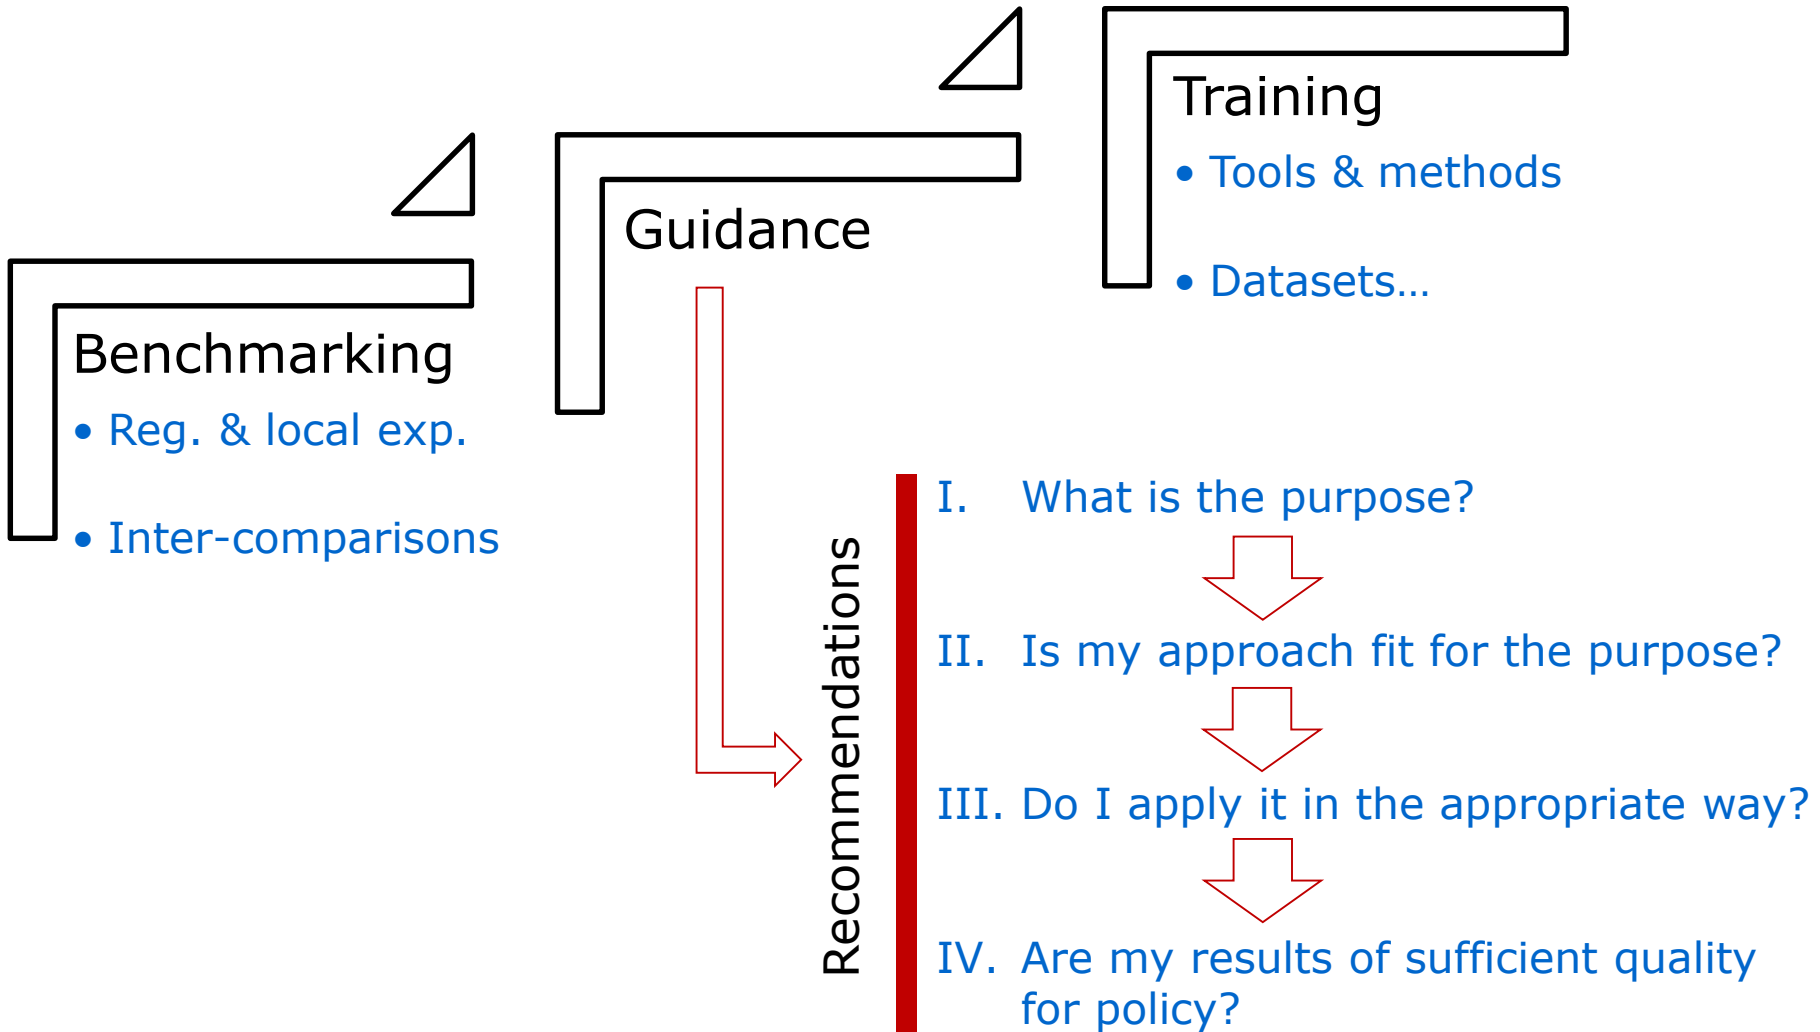 Training
• Tools & methods
• Datasets...
Guidance
Benchmarking
• Reg. & local exp.
• Inter-comparisons
Recommendations
I. What is the purpose?
II. Is my approach fit for the purpose?
III. Do I apply it in the appropriate way?
IV. Are my results of sufficient quality
for policy?